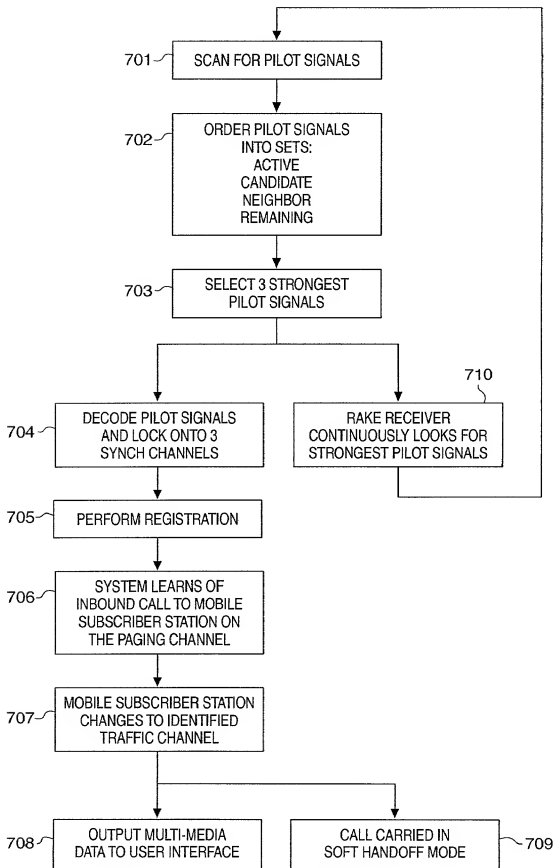 701
SCAN FOR PILOT SIGNALS
702
ORDER PILOT SIGNALS
INTO SETS:
ACTIVE
CANDIDATE
NEIGHBOR
REMAINING
703
SELECT 3 STRONGEST
PILOT SIGNALS
704
DECODE PILOT SIGNALS
AND LOCK ONTO 3
SYNCH CHANNELS
710
RAKE RECEIVER
CONTINUOUSLY LOOKS FOR
STRONGEST PILOT SIGNALS
705
PERFORM REGISTRATION
706
SYSTEM LEARNS OF
INBOUND CALL TO MOBILE
SUBSCRIBER STATION ON
THE PAGING CHANNEL
707
MOBILE SUBSCRIBER STATION
CHANGES TO IDENTIFIED
TRAFFIC CHANNEL
708
OUTPUT MULTI-MEDIA
DATA TO USER INTERFACE
CALL CARRIED IN
SOFT HANDOFF MODE
709